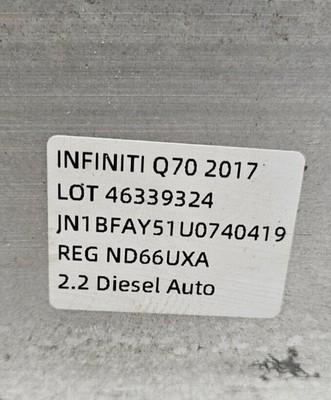 INFINITI Q70 2017
LOT 46339324
JN1BFAY51U0740419
REG ND66UXA
2.2 Diesel Auto